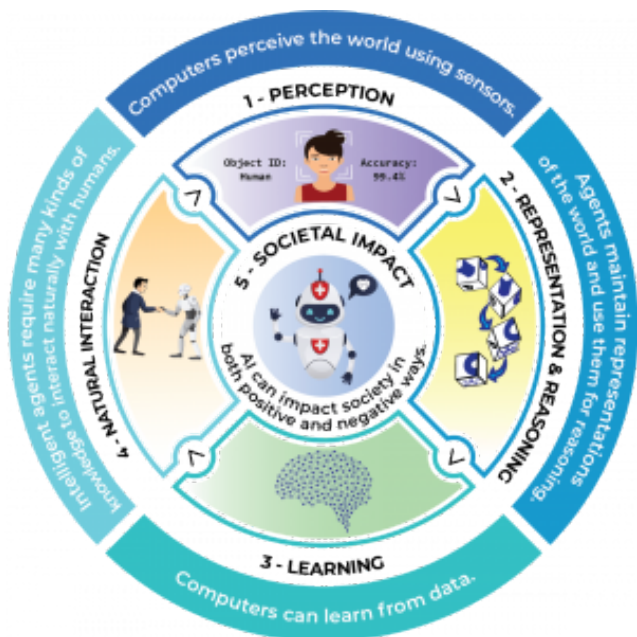 Computers perceive the world using sensors.
1 - PERCEPTION
Object ID:
Human
Accuracy:
99.4%
Agents maintain representations
of the world and use them for reasoning.
2 - REPRESENTATION & REASONING
3 - LEARNING
Computers can learn from data.
Intelligent agents require many kinds of
knowledge to interact naturally with humans.
4 - NATURAL INTERACTION
5 - SOCIETAL IMPACT
AI can impact society in
both positive and negative ways.